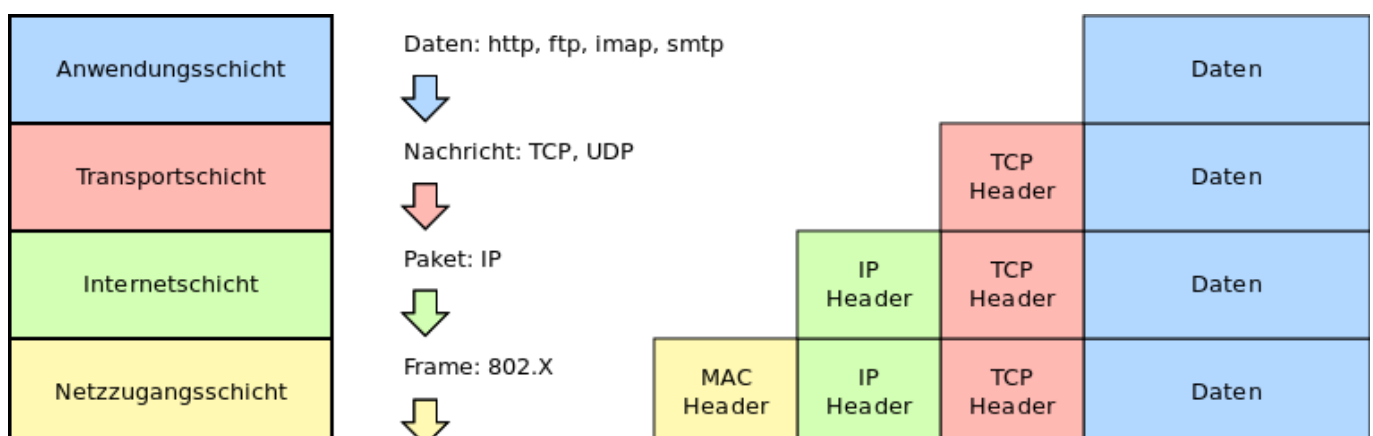 Anwendungsschicht
Daten: http, ftp, imap, smtp
Daten
Transportschicht
Nachricht: TCP, UDP
TCP
Header
Daten
Internetschicht
Paket: IP
IP
Header
TCP
Header
Daten
Netzzugangsschicht
Frame: 802.X
MAC
Header
IP
Header
TCP
Header
Daten